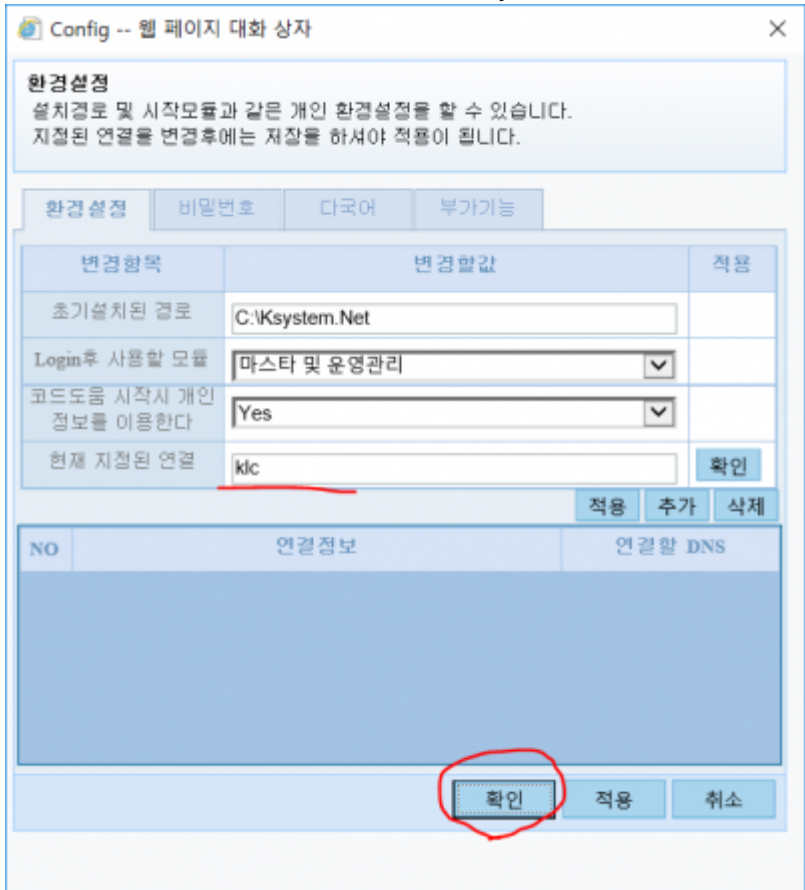 Config -- 웹 페이지 대화 상자
환경설정
설치경로 및 시작모듈과 같은 개인 환경설정을 할 수 있습니다.
지정된 연결을 변경후에는 저장을 하셔야 적용이 됩니다.
환경설정 비밀번호 다국어 부가기능
변경항목 변경할값 적용
초기설치된 경로 C:\Ksystem.Net
Login후 사용할 모듈 마스타 및 운영관리
코드도움 시작시 개인
정보를 이용한다 Yes
현재 지정된 연결 klc 확인
적용 추가 삭제
NO 연결정보 연결할 DNS
확인 적용 취소